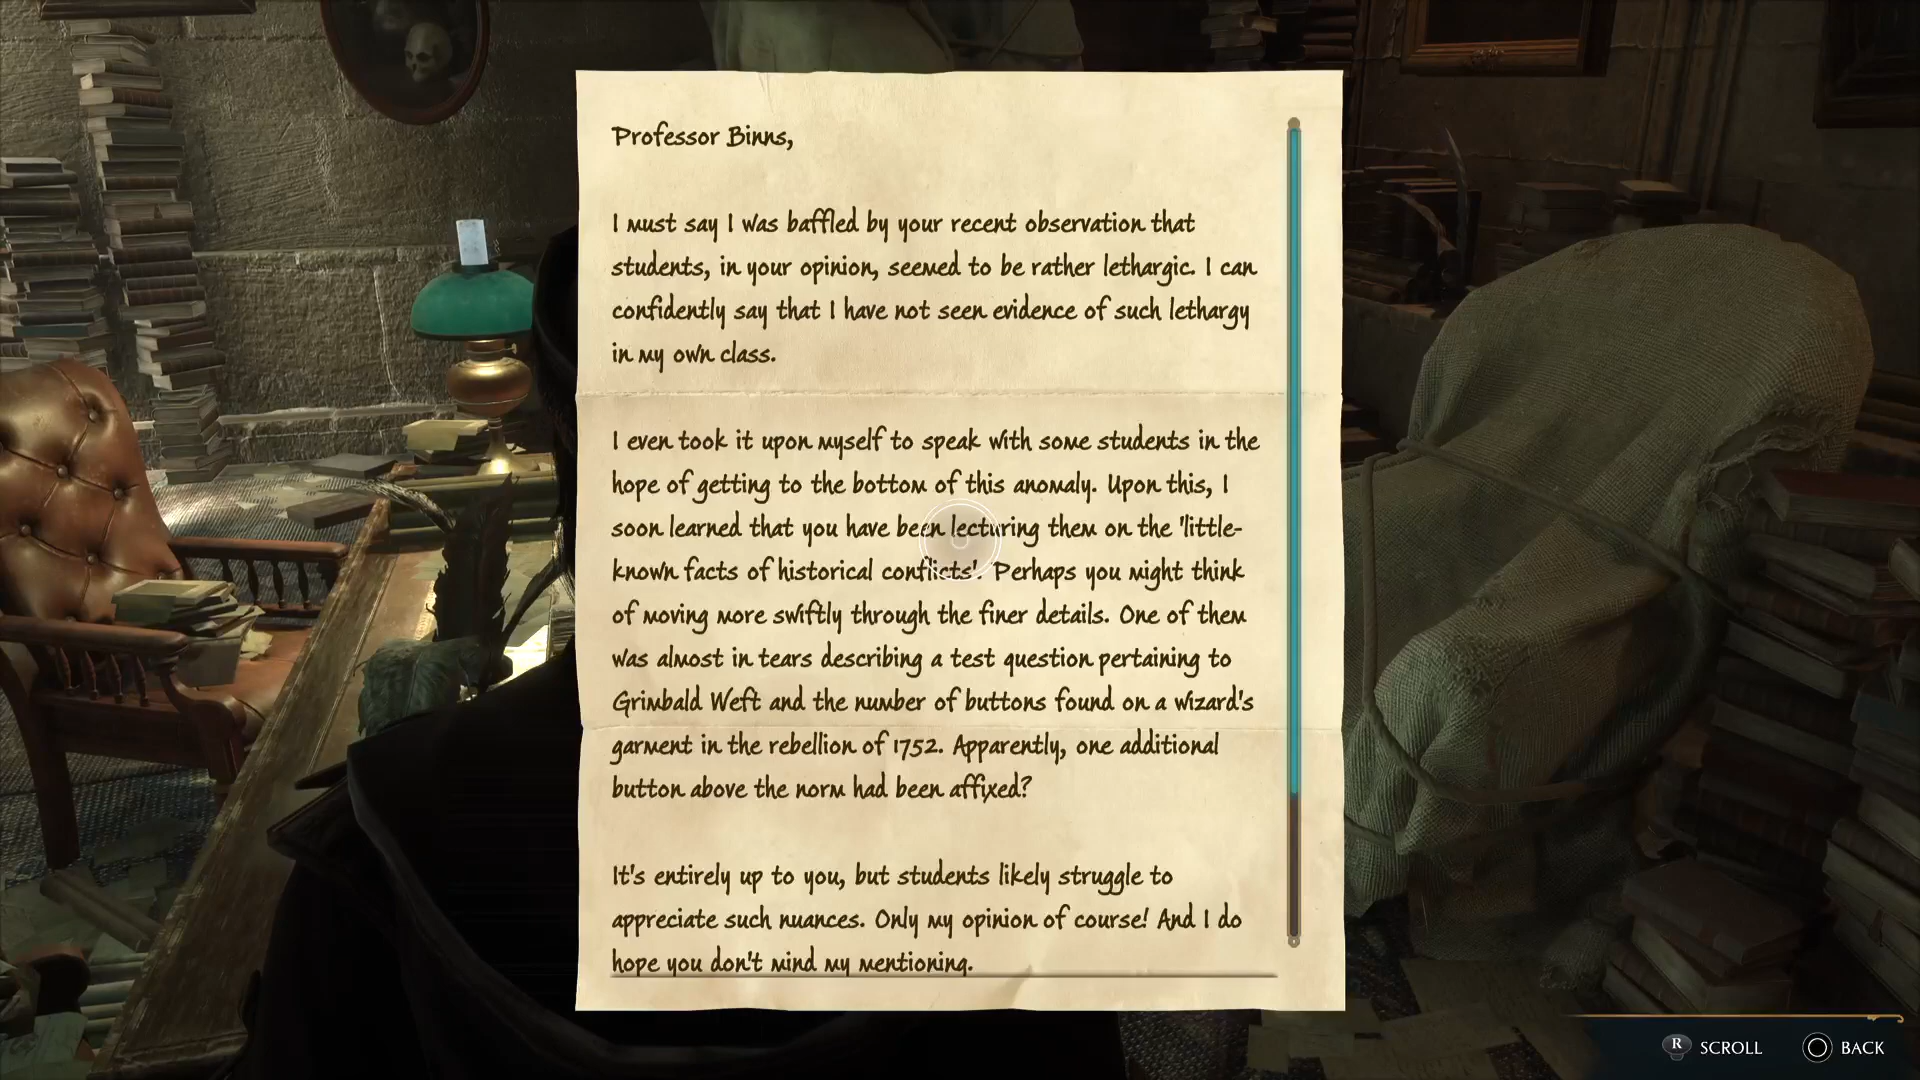 Professor Binns,
I must say I was baffled by your recent observation that
students, in your opinion, seemed to be rather lethargic. I can
confidently say that I have not seen evidence of such lethargy
in my own class.
I even took it upon myself to speak with some students in the
hope of getting to the bottom of this anomaly. Upon this, I
soon learned that you have been lecturing them on the 'little-
known facts of historical conflicts'. Perhaps you might think
of moving more swiftly through the finer details. One of them
was almost in tears describing a test question pertaining to
Grimbald Weft and the number of buttons found on a wizard's
garment in the rebellion of 1752. Apparently, one additional
button above the norm had been affixed?
It's entirely up to you, but students likely struggle to
appreciate such nuances. Only my opinion of course! And I do
hope you don't mind my mentioning.
R SCROLL BACK